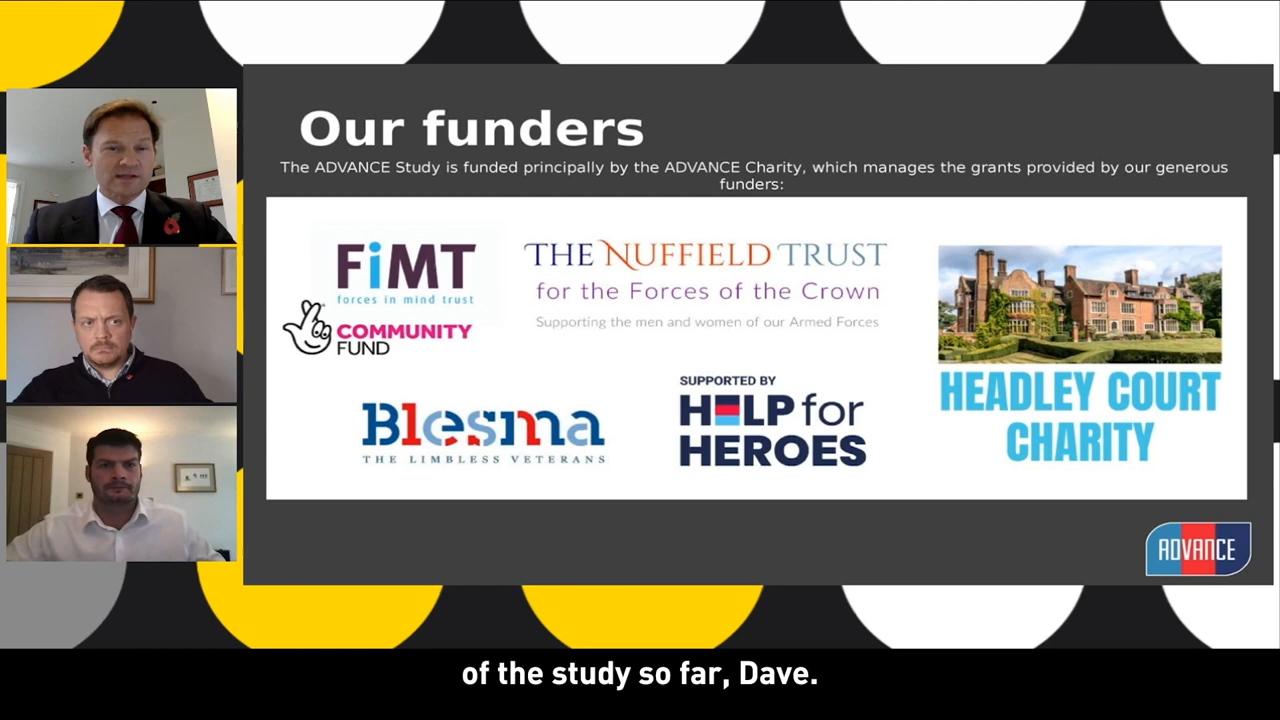 Our funders
The ADVANCE Study is funded principally by the ADVANCE Charity, which manages the grants provided by our generous
funders:
FiMT
forces in mind trust
COMMUNITY
FUND
THE NUFFIELD TRUST
for the Forces of the Crown
Supporting the men and women of our Armed Forces
HEADLEY COURT
CHARITY
Blesma
THE LIMBLESS VETERANS
SUPPORTED BY
HELP for
HEROES
ADVANCE
of the study so far, Dave.